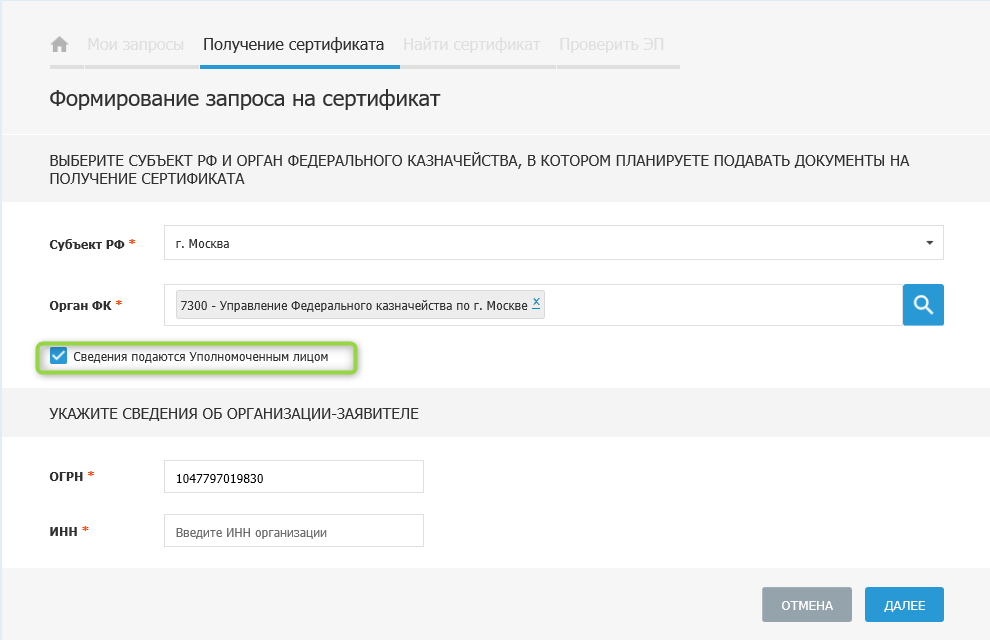 Мои запросы Получение сертификата Найти сертификат Проверить ЭП
Формирование запроса на сертификат
ВЫБЕРИТЕ СУБЪЕКТ РФ И ОРГАН ФЕДЕРАЛЬНОГО КАЗНАЧЕЙСТВА, В КОТОРОМ ПЛАНИРУЕТЕ ПОДАВАТЬ ДОКУМЕНТЫ НА
ПОЛУЧЕНИЕ СЕРТИФИКАТА
Субъект РФ * г. Москва
Орган ФК * 7300 - Управление Федерального казначейства по г. Москве x
Сведения подаются Уполномоченным лицом
УКАЖИТЕ СВЕДЕНИЯ ОБ ОРГАНИЗАЦИИ-ЗАЯВИТЕЛЕ
ОГРН * 1047797019830
ИНН * Введите ИНН организации
ОТМЕНА ДАЛЕЕ